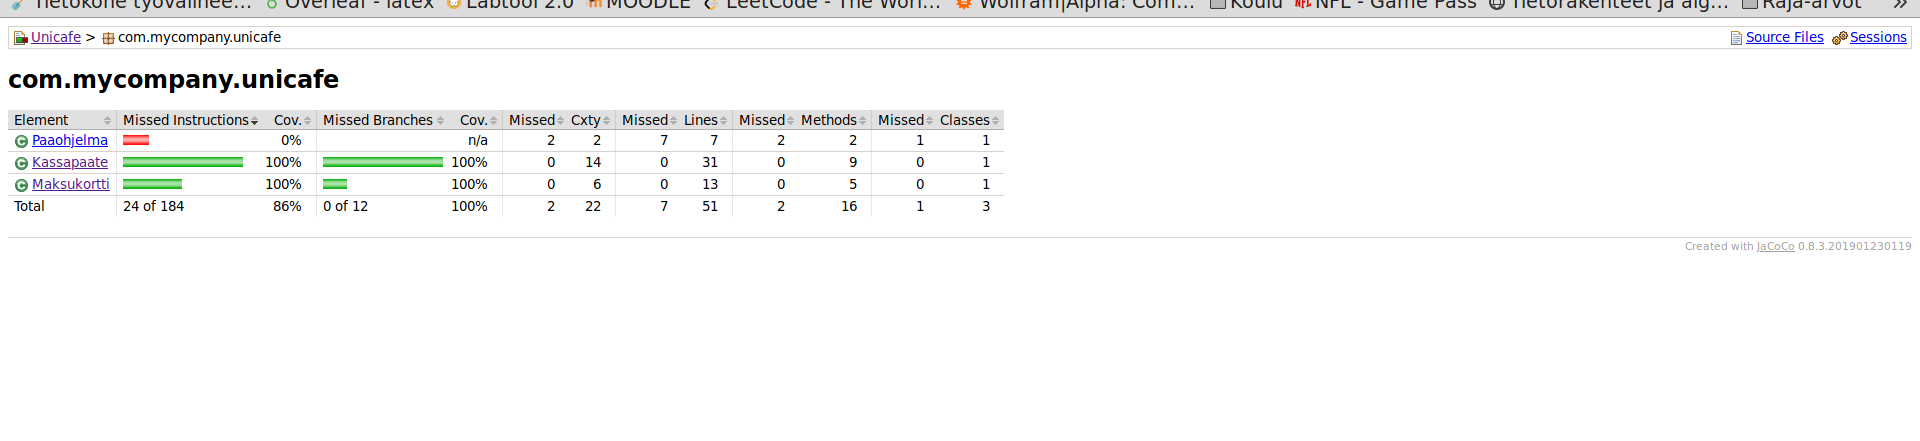 Tietokone työvälinee… Overleaf - latex Labtool 2.0 MOODLE LeetCode - The Worl… Wolfram|Alpha: Com… Koulu NFL - Game Pass Tietorakenteet ja alg… Raja-arvot »
Unicafe > com.mycompany.unicafe Source Files Sessions
com.mycompany.unicafe
Element Missed Instructions Cov. Missed Branches Cov. Missed Cxty Missed Lines Missed Methods Missed Classes
Paaohjelma 0% n/a 2 2 7 7 2 2 1 1
Kassapaate 100% 100% 0 14 0 31 0 9 0 1
Maksukortti 100% 100% 0 6 0 13 0 5 0 1
Total 24 of 184 86% 0 of 12 100% 2 22 7 51 2 16 1 3
Created with JaCoCo 0.8.3.201901230119